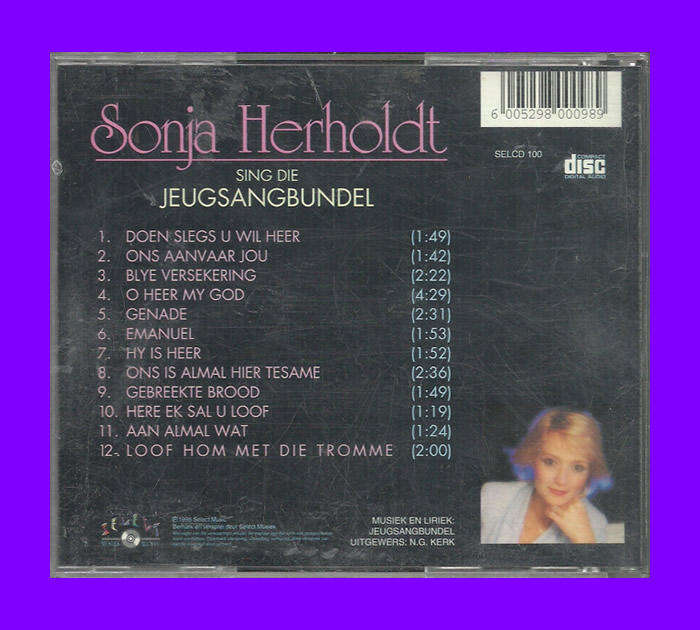 6 005298 000989
Sonja Herholdt
SELCD 100
COMPACT
disc
DIGITAL AUDIO
SING DIE
JEUGSANGBUNDEL
1. DOEN SLEGS U WIL HEER (1:49)
2. ONS AANVAAR JOU (1:42)
3. BLYE VERSEKERING (2:22)
4. O HEER MY GOD (4:29)
5. GENADE (2:31)
6. EMANUEL (1:53)
7. HY IS HEER (1:52)
8. ONS IS ALMAL HIER TESAME (2:36)
9. GEBREEKTE BROOD (1:49)
10. HERE EK SAL U LOOF (1:19)
11. AAN ALMAL WAT (1:24)
12. LOOF HOM MET DIE TROMME (2:00)
SELECT
Select Music
MUSIEK EN LIRIEK:
JEUGSANGBUNDEL
UITGEWERS: N.G. KERK